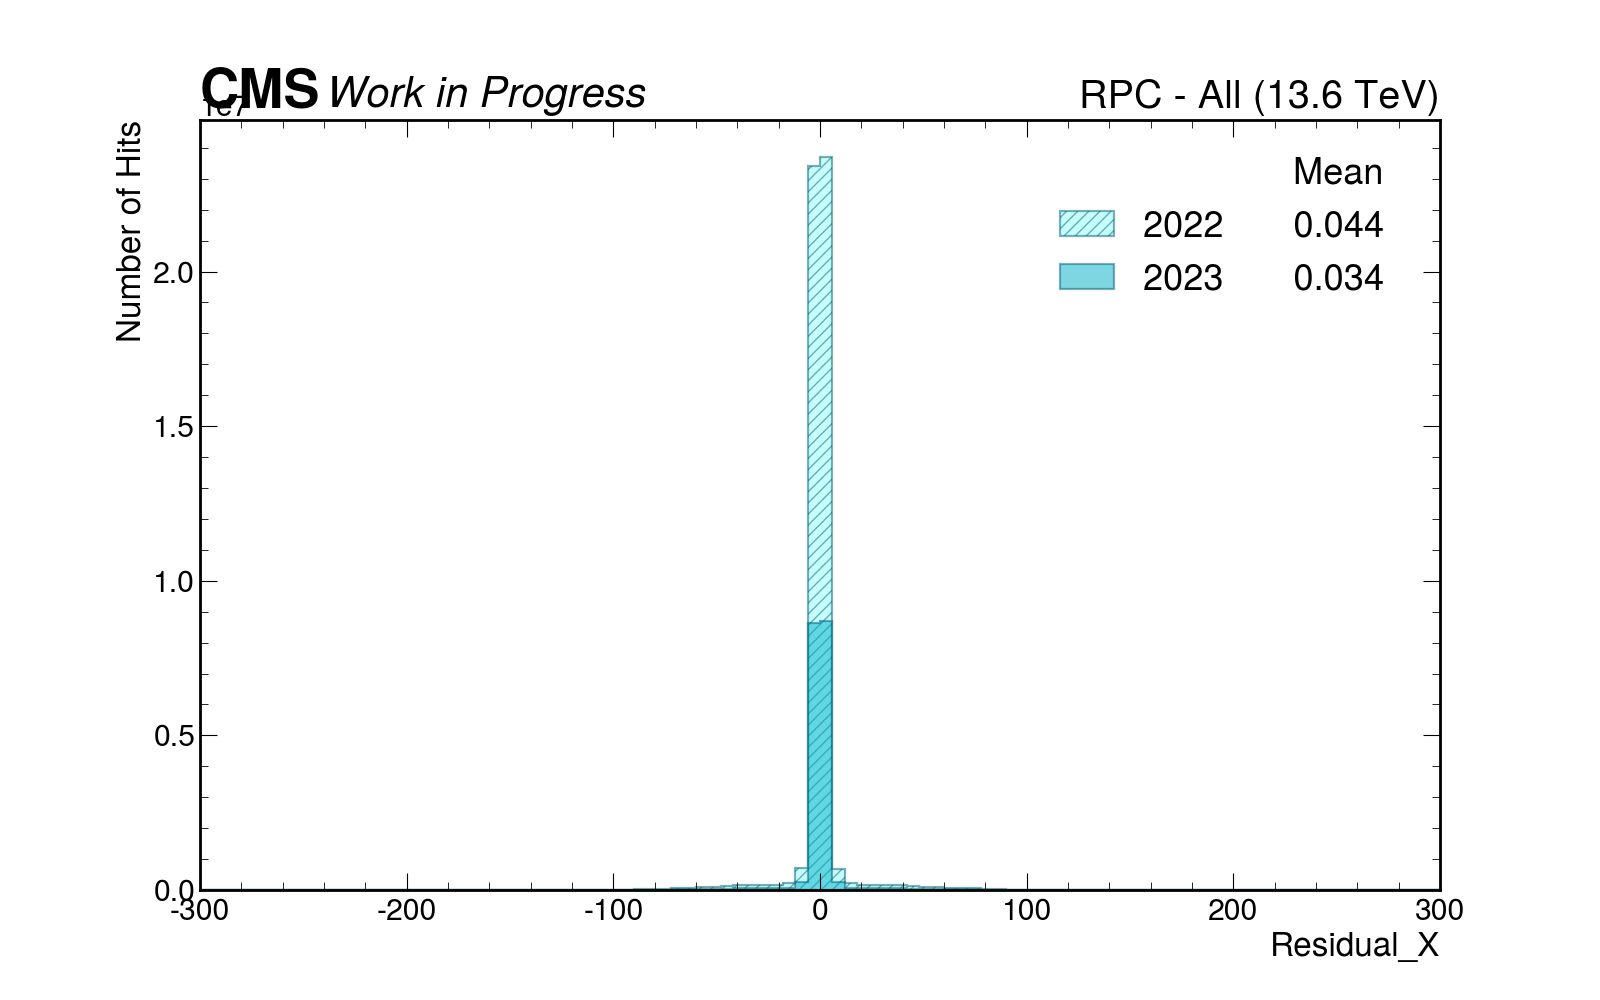 CMS Work in Progress
RPC - All (13.6 TeV)
1e7
Number of Hits
Mean
2022 0.044
2023 0.034
2.0
1.5
1.0
0.5
0.0
-300 -200 -100 0 100 200 300
Residual_X